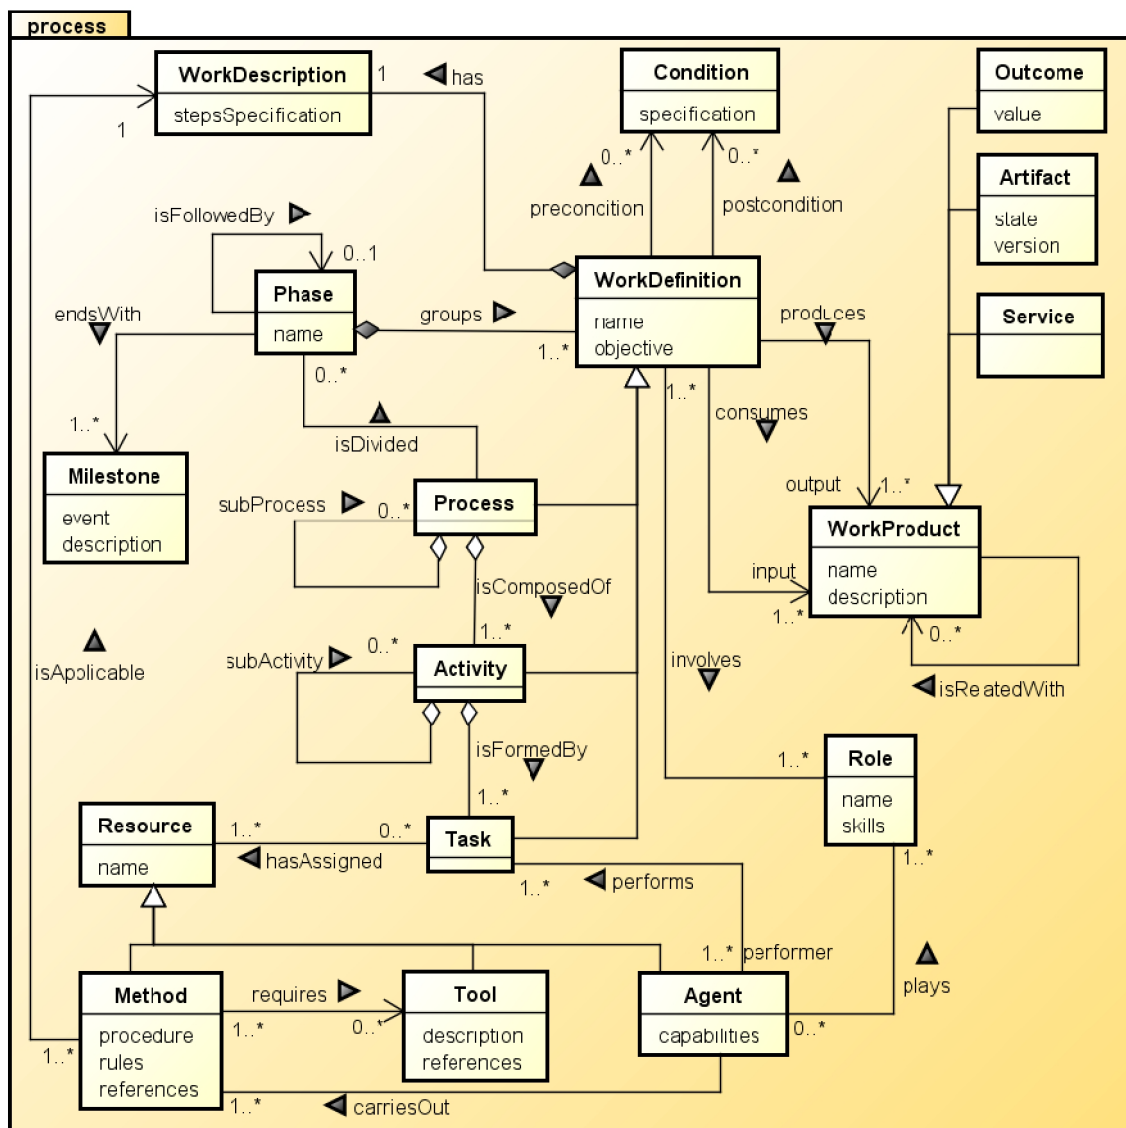 process
WorkDescription
stepsSpecification
1
has
1
Condition
specification
0..*
0..*
precondition
postcondition
Outcome
value
Artifact
state
version
Service
isFollowedBy
0..1
Phase
name
0..*
endsWith
1..*
groups
1..*
WorkDefinition
name
objective
1..*
produces
consumes
isDivided
Milestone
event
description
subProcess
0..*
Process
output
1..*
WorkProduct
name
description
input
1..*
0..*
isReatedWith
isComposedOf
1..*
isApplicable
subActivity
0..*
Activity
involves
isFormedBy
1..*
1..*
Role
name
skills
1..*
Resource
name
1..*
0..*
hasAssigned
Task
1..*
performs
1..*
performer
plays
Method
procedure
rules
references
1..*
requires
1..*
0..*
Tool
description
references
Agent
capabilities
0..*
1..*
carriesOut